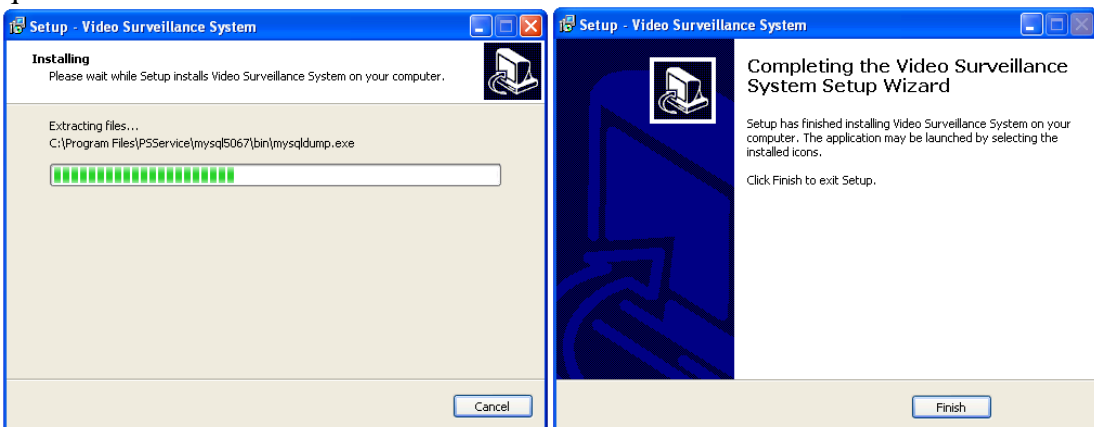 Setup - Video Surveillance System
Installing
Please wait while Setup installs Video Surveillance System on your computer.
Extracting files...
C:\Program Files\PSService\mysql5067\bin\mysqldump.exe
Cancel
Setup - Video Surveillance System
Completing the Video Surveillance
System Setup Wizard
Setup has finished installing Video Surveillance System on your
computer. The application may be launched by selecting the
installed icons.
Click Finish to exit Setup.
Finish